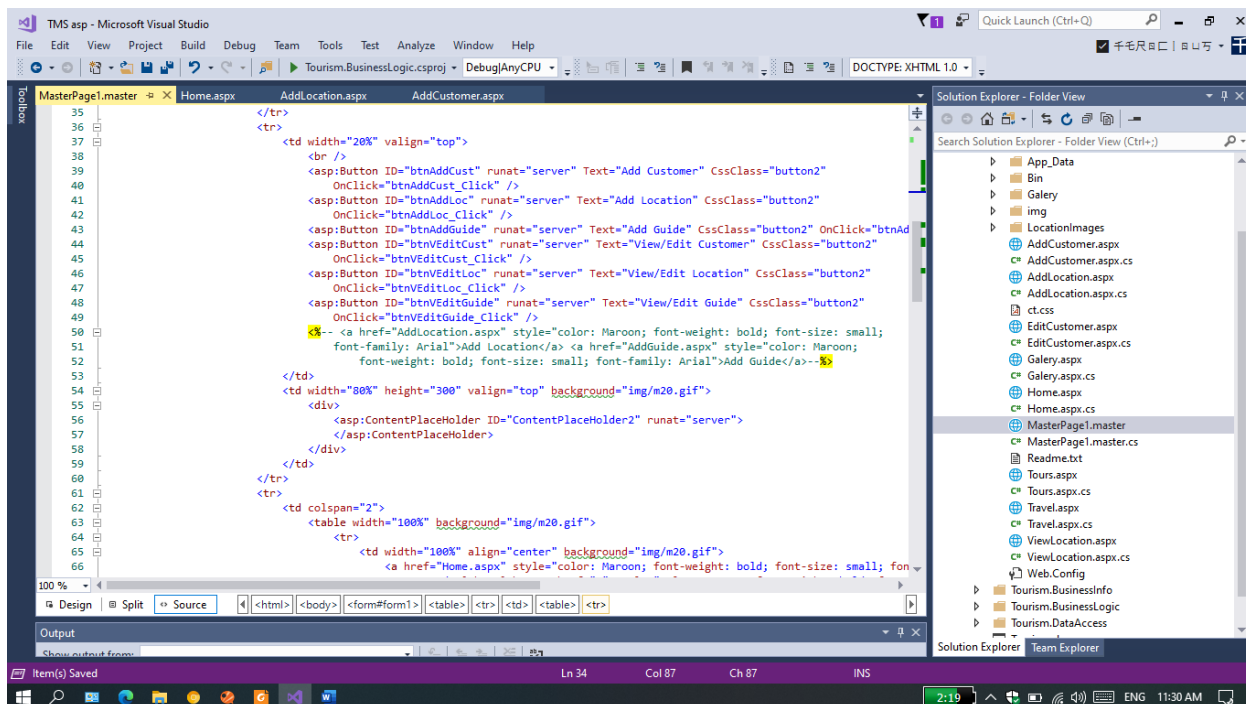 TMS asp - Microsoft Visual Studio
1
Quick Launch (Ctrl+Q)
File Edit View Project Build Debug Team Tools Test Analyze Window Help
Tourism.BusinessLogic.csproj Debug|AnyCPU DOCTYPE: XHTML 1.0
Toolbox
MasterPage1.master Home.aspx AddLocation.aspx AddCustomer.aspx
35 </tr>
36 <tr>
37 <td width="20%" valign="top">
38 <br />
39 <asp:Button ID="btnAddCust" runat="server" Text="Add Customer" CssClass="button2"
40 OnClick="btnAddCust_Click" />
41 <asp:Button ID="btnAddLoc" runat="server" Text="Add Location" CssClass="button2"
42 OnClick="btnAddLoc_Click" />
43 <asp:Button ID="btnAddGuide" runat="server" Text="Add Guide" CssClass="button2" OnClick="btnAd
44 <asp:Button ID="btnVEditCust" runat="server" Text="View/Edit Customer" CssClass="button2"
45 OnClick="btnVEditCust_Click" />
46 <asp:Button ID="btnVEditLoc" runat="server" Text="View/Edit Location" CssClass="button2"
47 OnClick="btnVEditLoc_Click" />
48 <asp:Button ID="btnVEditGuide" runat="server" Text="View/Edit Guide" CssClass="button2"
49 OnClick="btnVEditGuide_Click" />
50 <%-- <a href="AddLocation.aspx" style="color: Maroon; font-weight: bold; font-size: small;
51 font-family: Arial">Add Location</a> <a href="AddGuide.aspx" style="color: Maroon;
52 font-weight: bold; font-size: small; font-family: Arial">Add Guide</a>--%>
53 </td>
54 <td width="80%" height="300" valign="top" background="img/m20.gif">
55 <div>
56 <asp:ContentPlaceHolder ID="ContentPlaceHolder2" runat="server">
57 </asp:ContentPlaceHolder>
58 </div>
59 </td>
60 </tr>
61 <tr>
62 <td colspan="2">
63 <table width="100%" background="img/m20.gif">
64 <tr>
65 <td width="100%" align="center" background="img/m20.gif">
66 <a href="Home.aspx" style="color: Maroon; font-weight: bold; font-size: small; fon
100 %
Design Split Source <html> <body> <form#form1> <table> <tr> <td> <table> <tr>
Output
Show output from:
Solution Explorer - Folder View
Search Solution Explorer - Folder View (Ctrl+;)
App_Data
Bin
Galery
img
LocationImages
AddCustomer.aspx
C# AddCustomer.aspx.cs
AddLocation.aspx
C# AddLocation.aspx.cs
ct.css
EditCustomer.aspx
C# EditCustomer.aspx.cs
Galery.aspx
C# Galery.aspx.cs
Home.aspx
C# Home.aspx.cs
MasterPage1.master
C# MasterPage1.master.cs
Readme.txt
Tours.aspx
C# Tours.aspx.cs
Travel.aspx
C# Travel.aspx.cs
ViewLocation.aspx
C# ViewLocation.aspx.cs
Web.Config
Tourism.BusinessInfo
Tourism.BusinessLogic
Tourism.DataAccess
Solution Explorer Team Explorer
Item(s) Saved Ln 34 Col 87 Ch 87 INS
2:19 ENG 11:30 AM